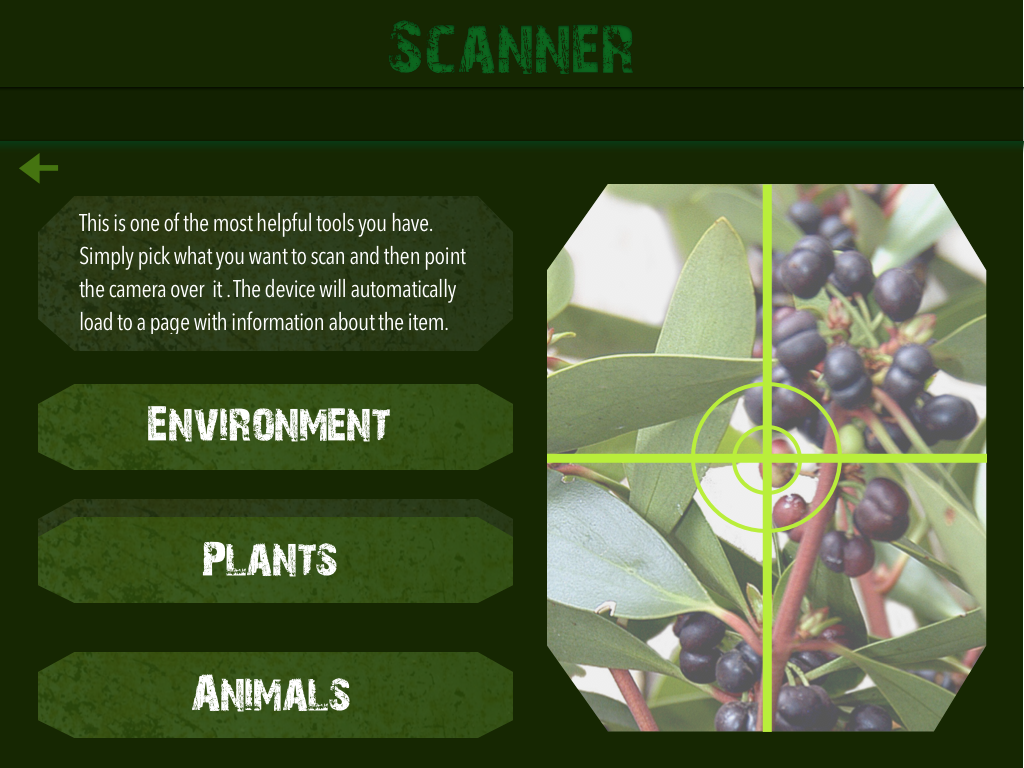 Scanner
This is one of the most helpful tools you have.
Simply pick what you want to scan and then point
the camera over  it . The device will automatically
load to a page with information about the item.
Environment
Plants
Animals